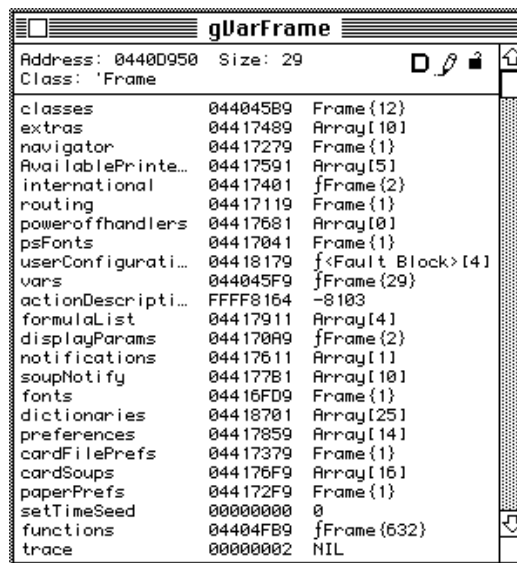 gVarFrame
Address: 0440D950 Size: 29
Class: 'Frame
classes 044045B9 Frame{12}
extras 04417489 Array[10]
navigator 04417279 Frame{1}
AvailablePrinte… 04417591 Array[5]
international 04417401 ƒFrame{2}
routing 04417119 Frame{1}
poweroffhandlers 04417681 Array[0]
psFonts 04417041 Frame{1}
userConfigurati… 04418179 ƒ<Fault Block>[4]
vars 044045F9 ƒFrame{29}
actionDescripti… FFFF8164 -8103
formulaList 04417911 Array[4]
displayParams 044170A9 ƒFrame{2}
notifications 04417611 Array[1]
soupNotify 044177B1 Array[10]
fonts 04416FD9 Frame{1}
dictionaries 04418701 Array[25]
preferences 04417859 Array[14]
cardFilePrefs 04417379 Frame{1}
cardSoups 044176F9 Array[16]
paperPrefs 044172F9 Frame{1}
setTimeSeed 00000000 0
functions 04404FB9 ƒFrame{632}
trace 00000002 NIL